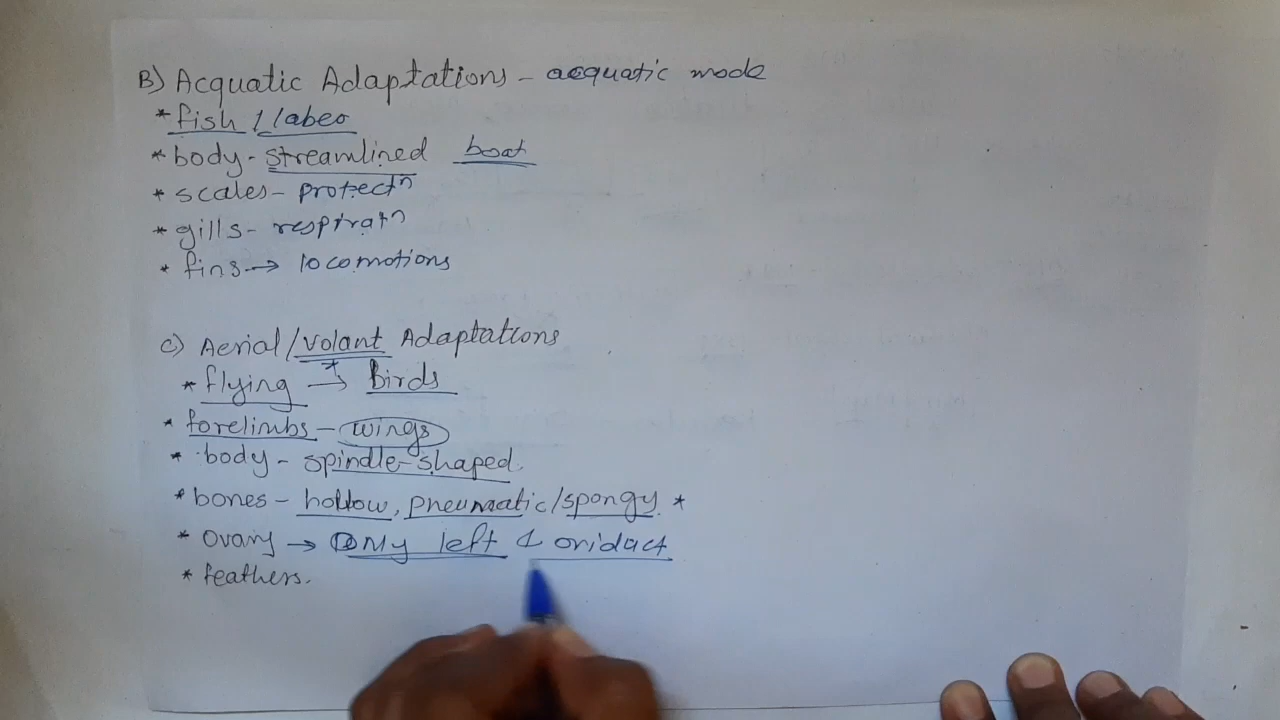 B) Acquatic Adaptations - acquatic mode
* fish / labeo
* body - streamlined boat
* scales - protectn
* gills - respiratn
* fins → locomotions
C) Aerial / volant Adaptations
* flying → Birds
* forelimbs - wings
* body - spindle-shaped.
* bones - hollow, pneumatic/spongy *
* ovary → only left & oviduct
* feathers.